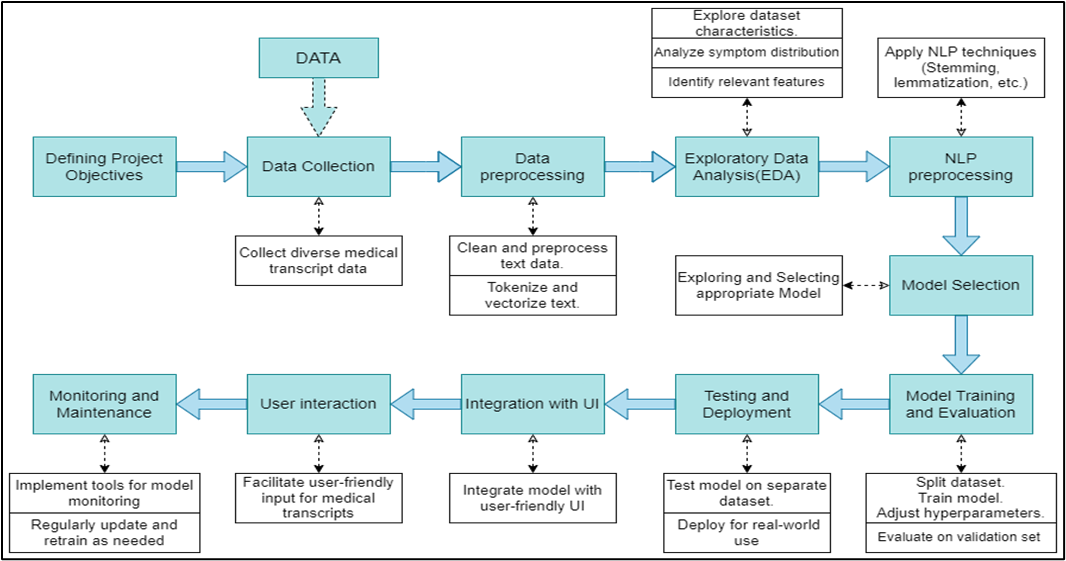 DATA
Explore dataset
characteristics.
Analyze symptom distribution
Identify relevant features
Apply NLP techniques
(Stemming,
lemmatization, etc.)
Defining Project
Objectives
Data Collection
Data
preprocessing
Exploratory Data
Analysis(EDA)
NLP
preprocessing
Collect diverse medical
transcript data
Clean and preprocess
text data.
Tokenize and
vectorize text.
Exploring and Selecting
appropriate Model
Model Selection
Monitoring and
Maintenance
User interaction
Integration with UI
Testing and
Deployment
Model Training
and Evaluation
Implement tools for model
monitoring
Regularly update and
retrain as needed
Facilitate user-friendly
input for medical
transcripts
Integrate model with
user-friendly UI
Test model on separate
dataset.
Deploy for real-world
use
Split dataset.
Train model.
Adjust hyperparameters.
Evaluate on validation set